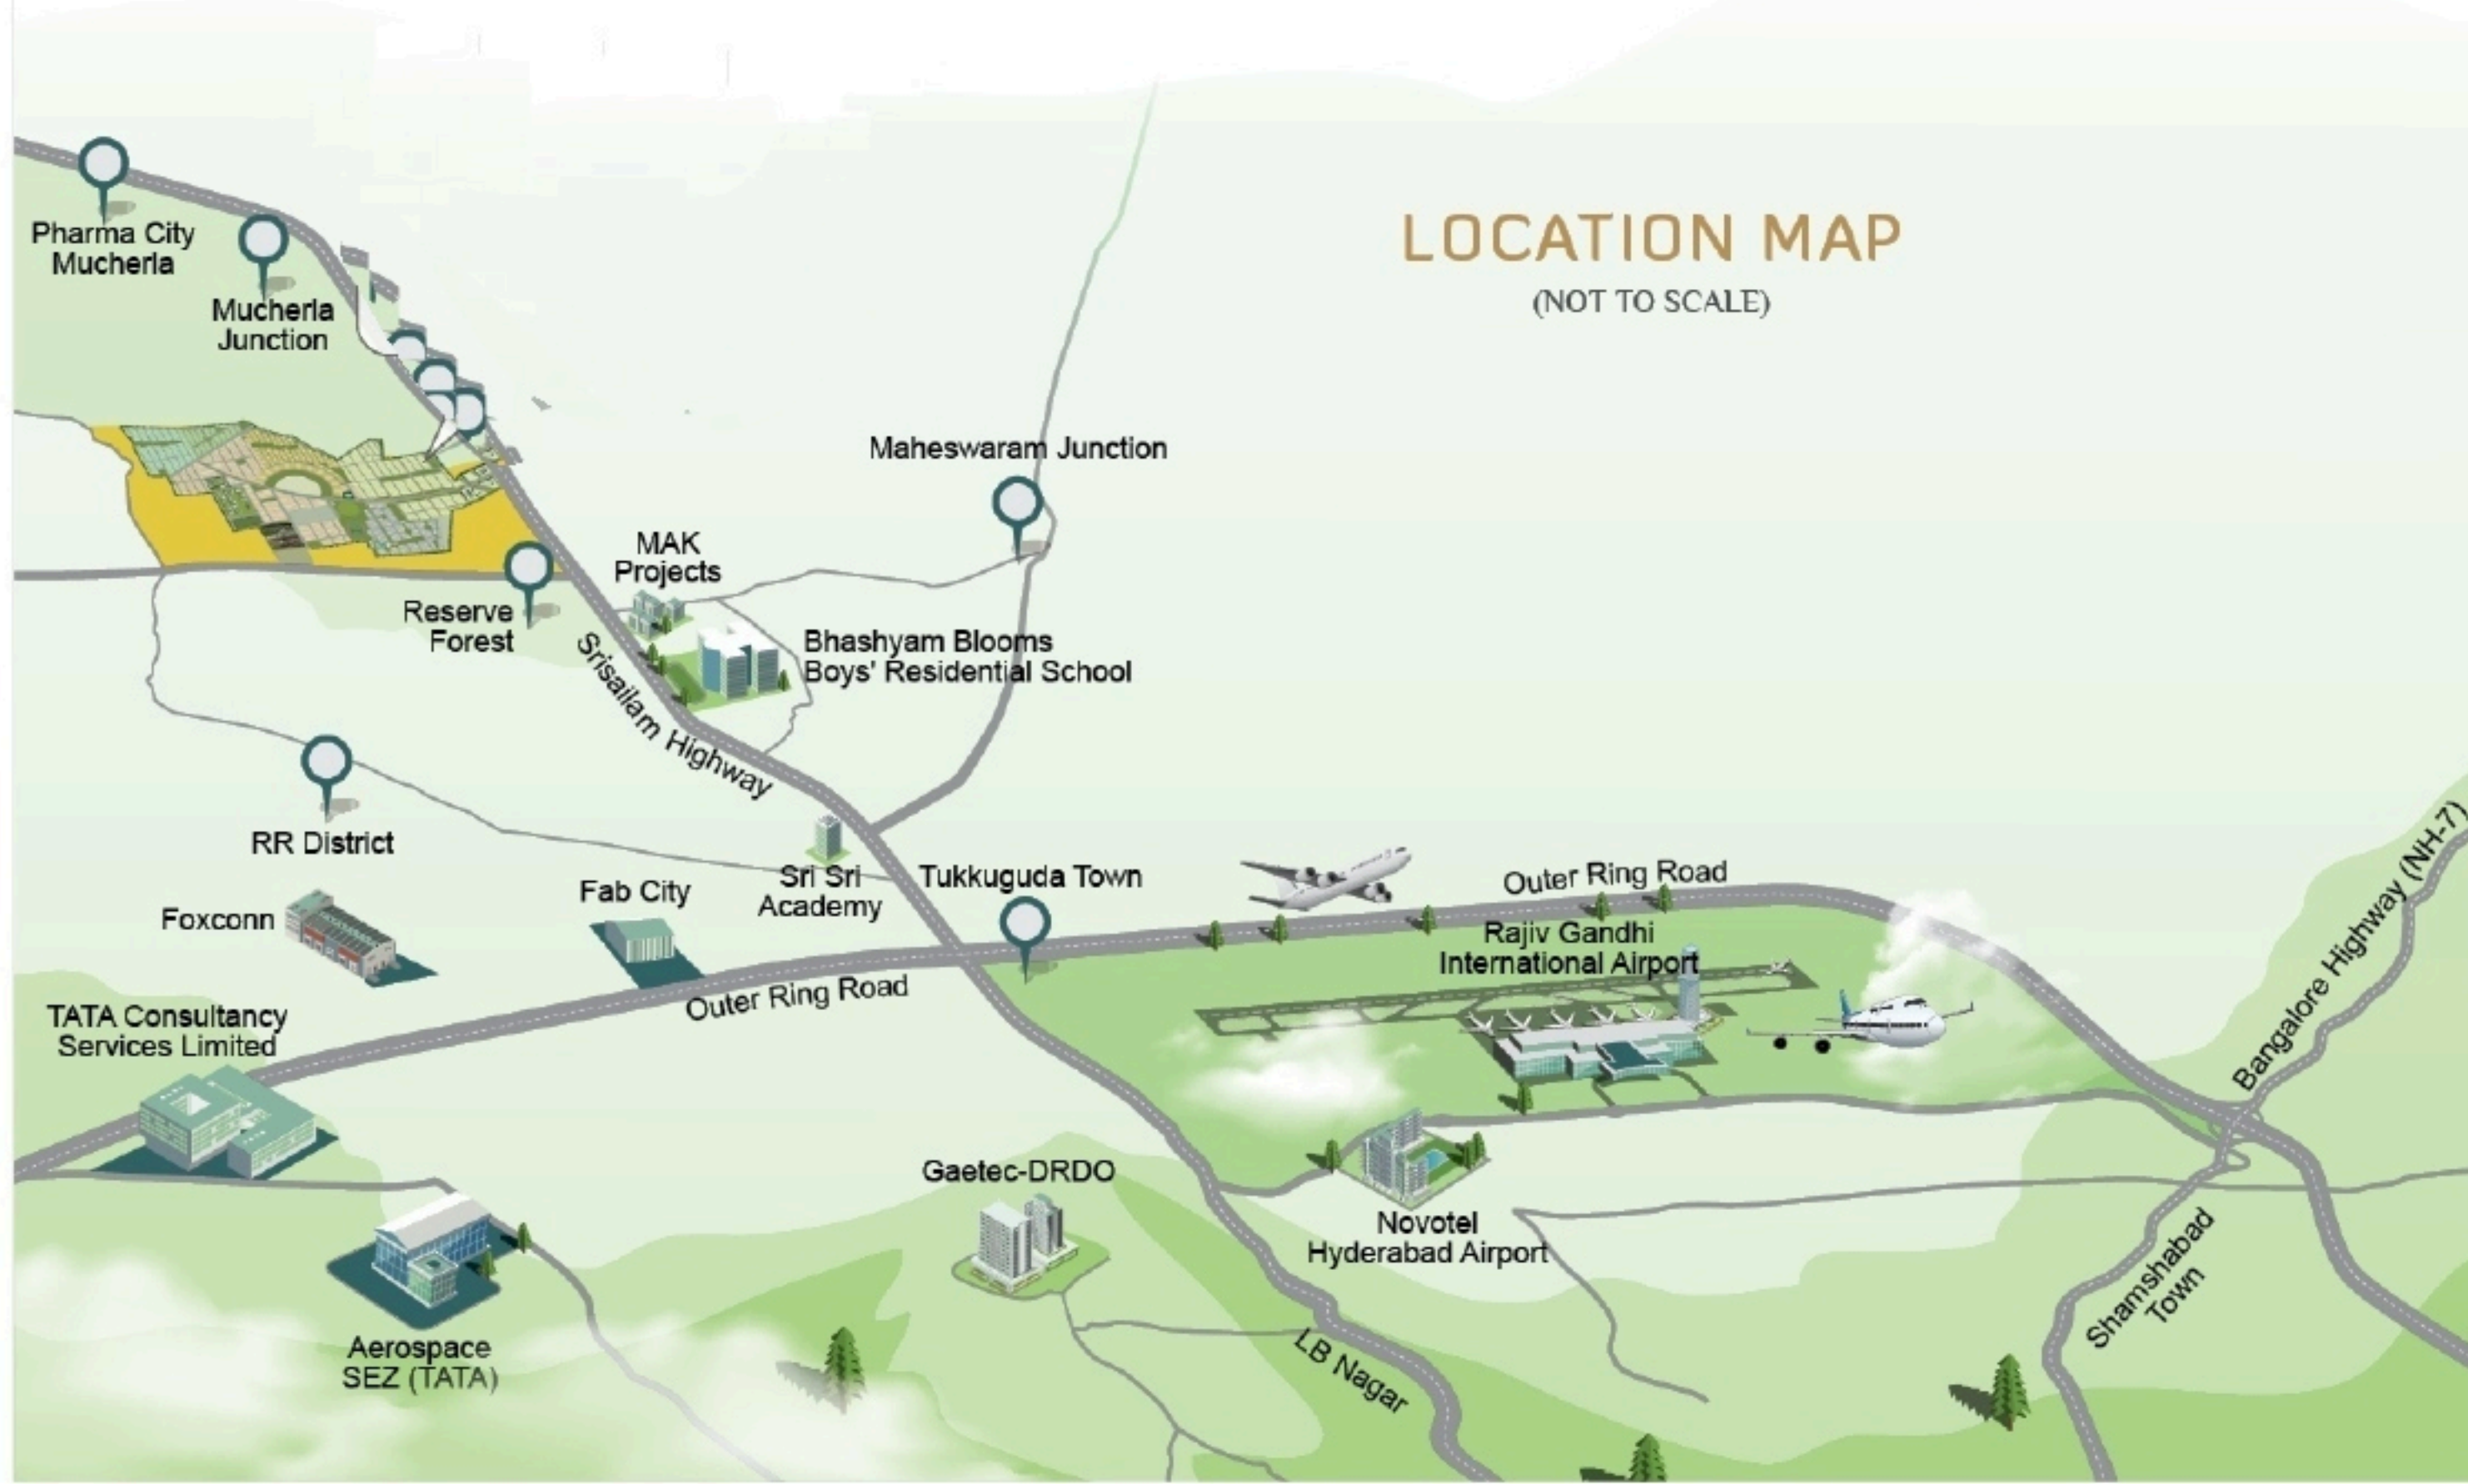 LOCATION MAP
(NOT TO SCALE)
Pharma City
Mucherla
Mucherla
Junction
Maheswaram Junction
MAK
Projects
Reserve
Forest
Bhashyam Blooms
Boys' Residential School
Srisailam Highway
RR District
Sri Sri
Academy
Tukkuguda Town
Fab City
Foxconn
Outer Ring Road
Rajiv Gandhi
International Airport
Bangalore Highway (NH-7)
Outer Ring Road
TATA Consultancy
Services Limited
Gaetec-DRDO
Novotel
Hyderabad Airport
Shamshabad
Town
LB Nagar
Aerospace
SEZ (TATA)